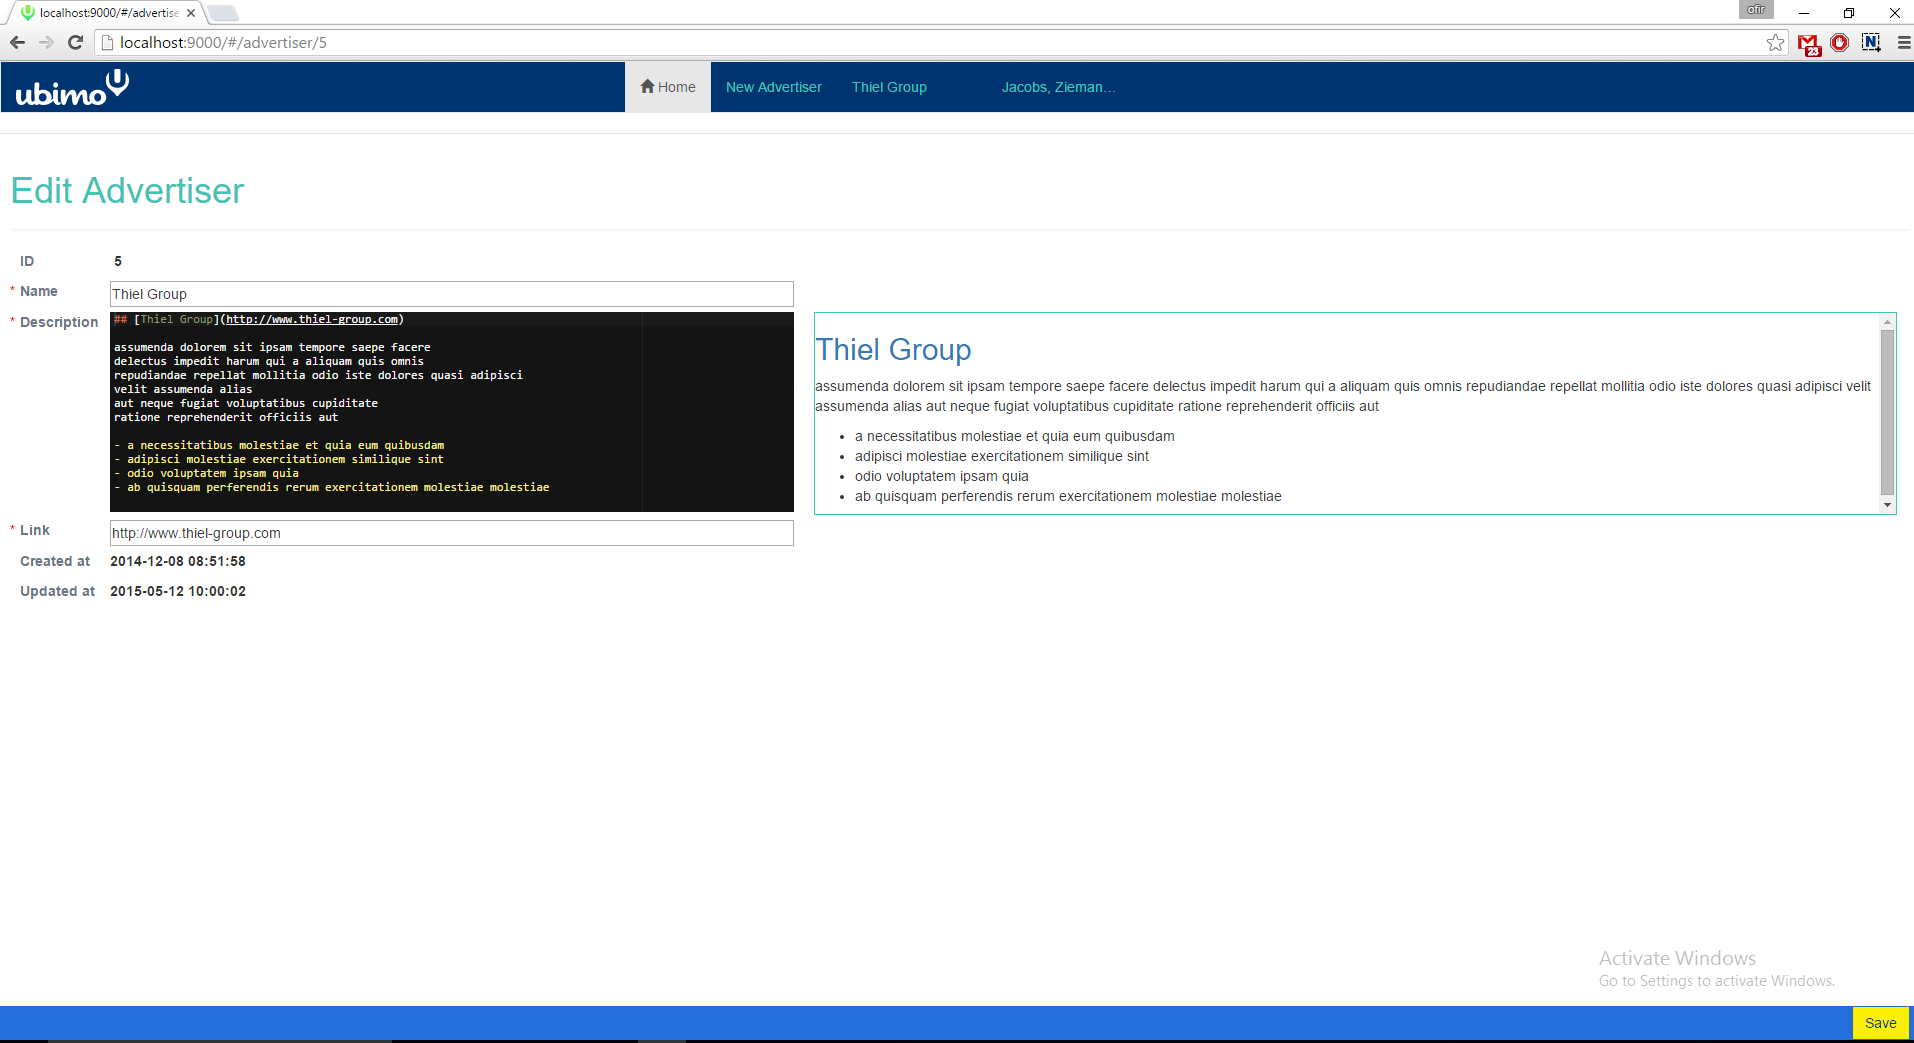 localhost:9000/#/advertise
ofir
localhost:9000/#/advertiser/5
23
N
ubimo
Home
New Advertiser
Thiel Group
Jacobs, Zieman...
Edit Advertiser
ID
5
* Name
Thiel Group
* Description
## [Thiel Group](http://www.thiel-group.com)
assumenda dolorem sit ipsam tempore saepe facere
delectus impedit harum qui a aliquam quis omnis
repudiandae repellat mollitia odio iste dolores quasi adipisci
velit assumenda alias
aut neque fugiat voluptatibus cupiditate
ratione reprehenderit officiis aut
- a necessitatibus molestiae et quia eum quibusdam
- adipisci molestiae exercitationem similique sint
- odio voluptatem ipsam quia
- ab quisquam perferendis rerum exercitationem molestiae molestiae
Thiel Group
assumenda dolorem sit ipsam tempore saepe facere delectus impedit harum qui a aliquam quis omnis repudiandae repellat mollitia odio iste dolores quasi adipisci velit
assumenda alias aut neque fugiat voluptatibus cupiditate ratione reprehenderit officiis aut
• a necessitatibus molestiae et quia eum quibusdam
• adipisci molestiae exercitationem similique sint
• odio voluptatem ipsam quia
• ab quisquam perferendis rerum exercitationem molestiae molestiae
* Link
http://www.thiel-group.com
Created at
2014-12-08 08:51:58
Updated at
2015-05-12 10:00:02
Activate Windows
Go to Settings to activate Windows.
Save